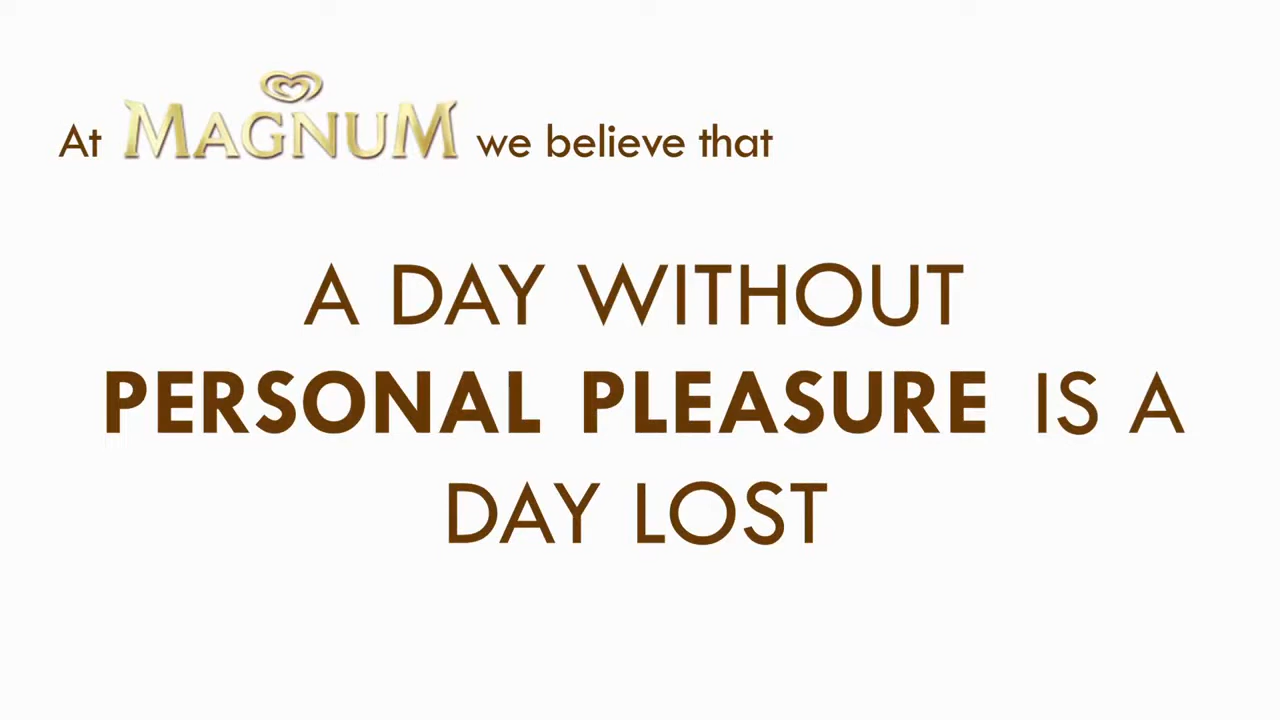 At MAGNUM we believe that
A DAY WITHOUT
PERSONAL PLEASURE IS A
DAY LOST